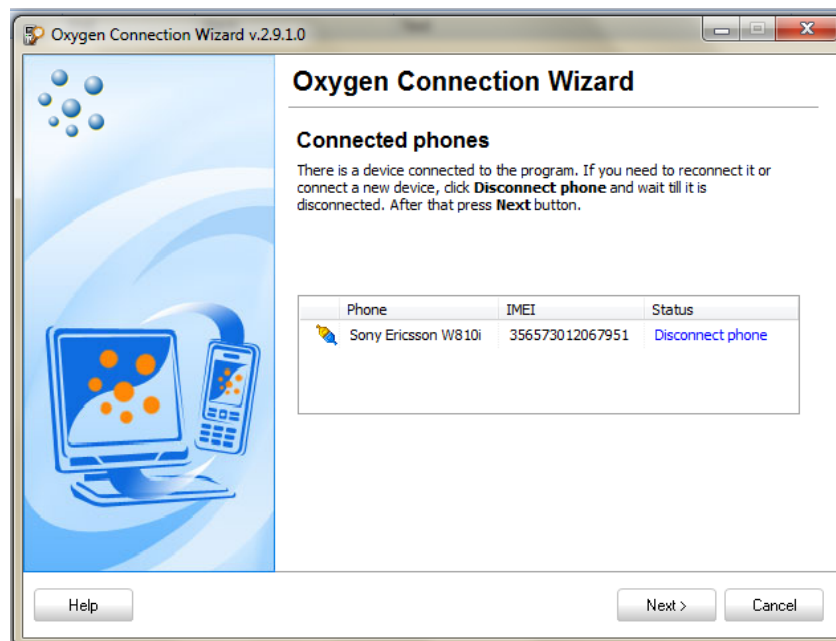 Oxygen Connection Wizard v.2.9.1.0
Oxygen Connection Wizard
Connected phones
There is a device connected to the program. If you need to reconnect it or
connect a new device, click Disconnect phone and wait till it is
disconnected. After that press Next button.
Phone IMEI Status
Sony Ericsson W810i 356573012067951 Disconnect phone
Help Next > Cancel